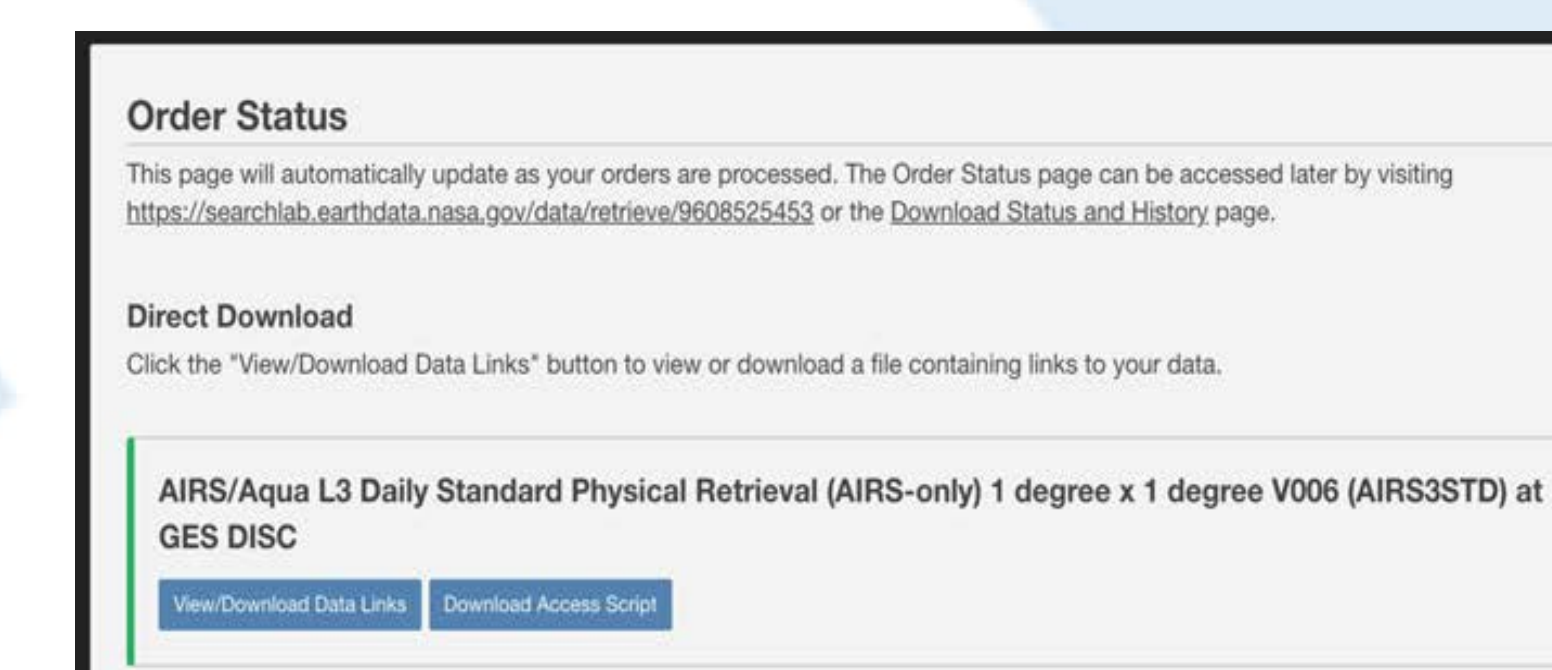 Order Status
This page will automatically update as your orders are processed. The Order Status page can be accessed later by visiting
https://searchlab.earthdata.nasa.gov/data/retrieve/9608525453 or the Download Status and History page.
Direct Download
Click the "View/Download Data Links" button to view or download a file containing links to your data.
AIRS/Aqua L3 Daily Standard Physical Retrieval (AIRS-only) 1 degree x 1 degree V006 (AIRS3STD) at
GES DISC
View/Download Data Links Download Access Script